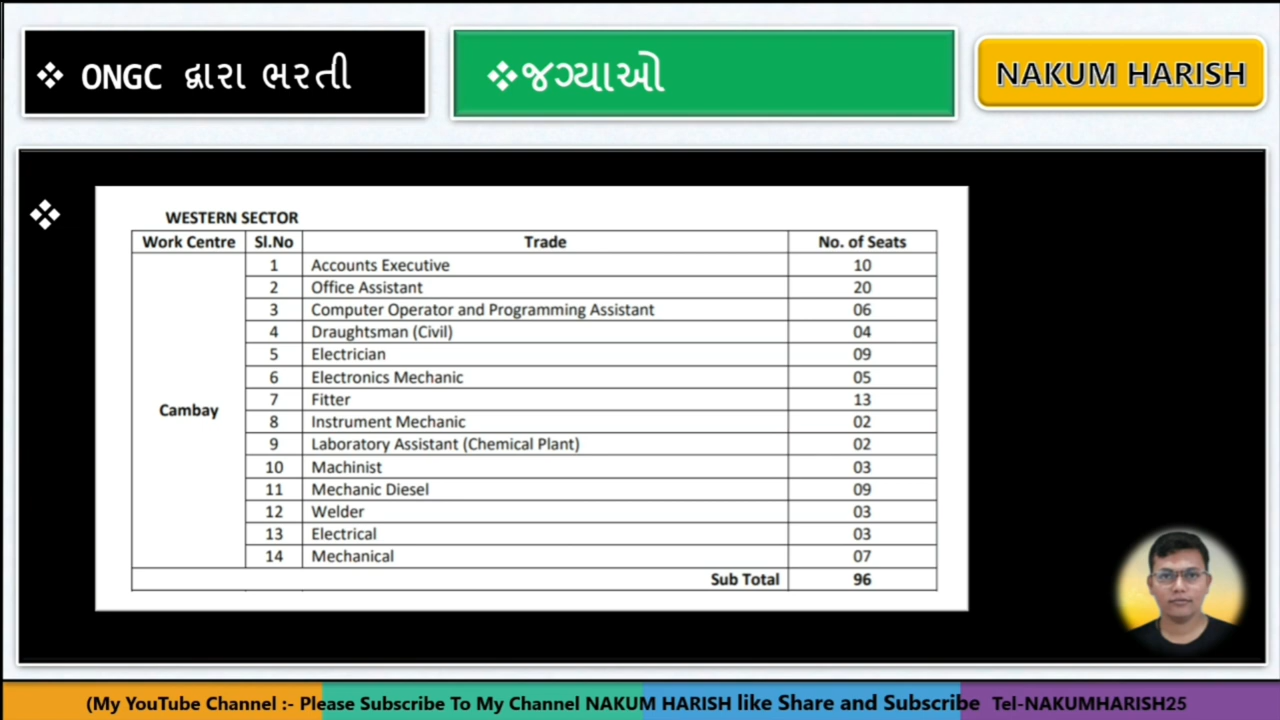 ❖ ONGC દ્વારા ભરતી
❖જગ્યાઓ
NAKUM HARISH
❖
WESTERN SECTOR
Work Centre Sl.No Trade No. of Seats
Cambay
1 Accounts Executive 10
2 Office Assistant 20
3 Computer Operator and Programming Assistant 06
4 Draughtsman (Civil) 04
5 Electrician 09
6 Electronics Mechanic 05
7 Fitter 13
8 Instrument Mechanic 02
9 Laboratory Assistant (Chemical Plant) 02
10 Machinist 03
11 Mechanic Diesel 09
12 Welder 03
13 Electrical 03
14 Mechanical 07
Sub Total 96
(My YouTube Channel :- Please Subscribe To My Channel NAKUM HARISH like Share and Subscribe Tel-NAKUMHARISH25